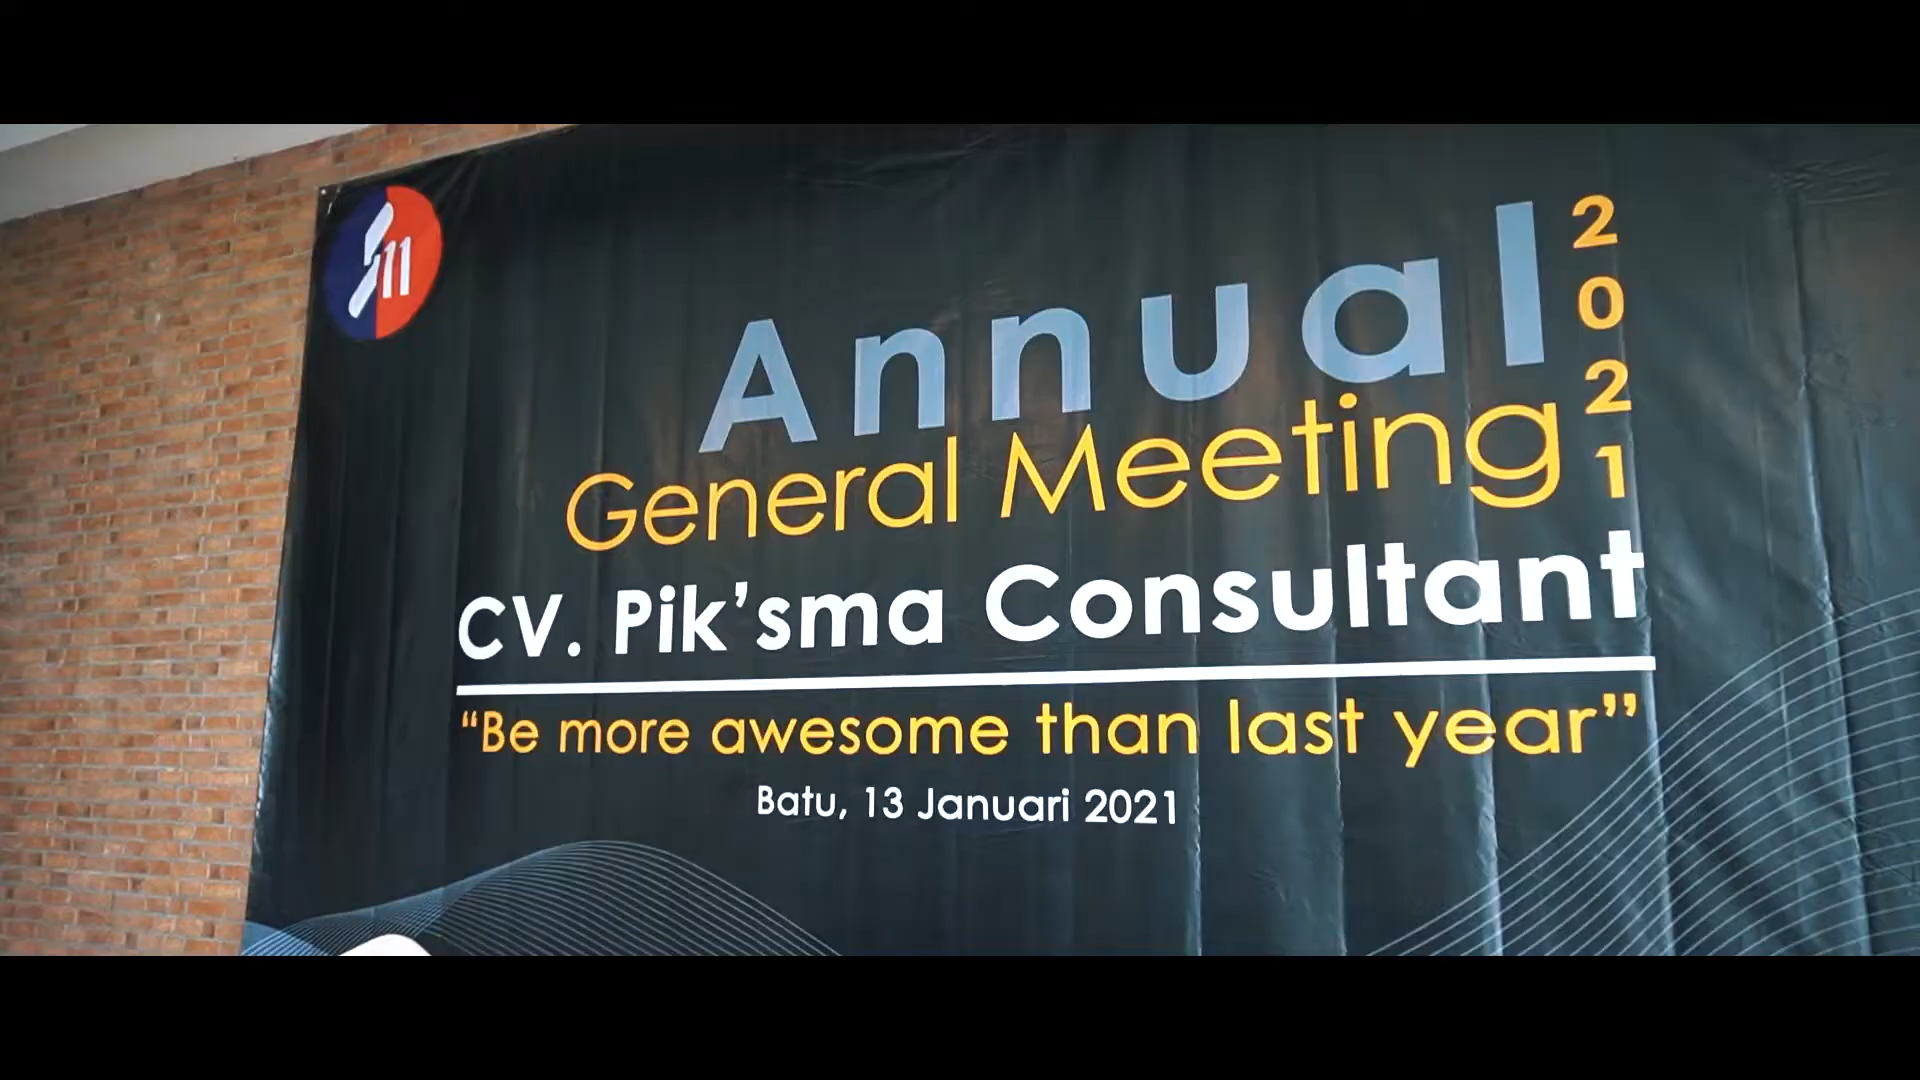 Annual
2021
General Meeting
CV. Pik’sma Consultant
“Be more awesome than last year”
Batu, 13 Januari 2021